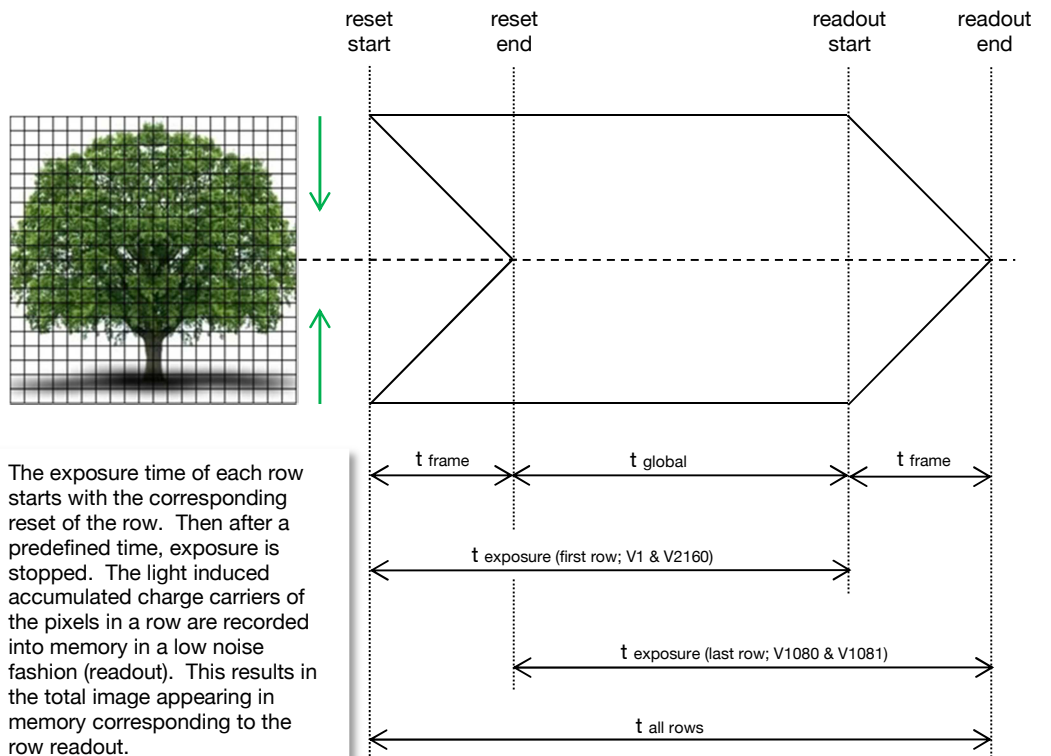 reset start
reset end
readout start
readout end
t frame
t global
t frame
t exposure (first row; V1 & V2160)
t exposure (last row; V1080 & V1081)
t all rows
The exposure time of each row
starts with the corresponding
reset of the row. Then after a
predefined time, exposure is
stopped. The light induced
accumulated charge carriers of
the pixels in a row are recorded
into memory in a low noise
fashion (readout). This results in
the total image appearing in
memory corresponding to the
row readout.